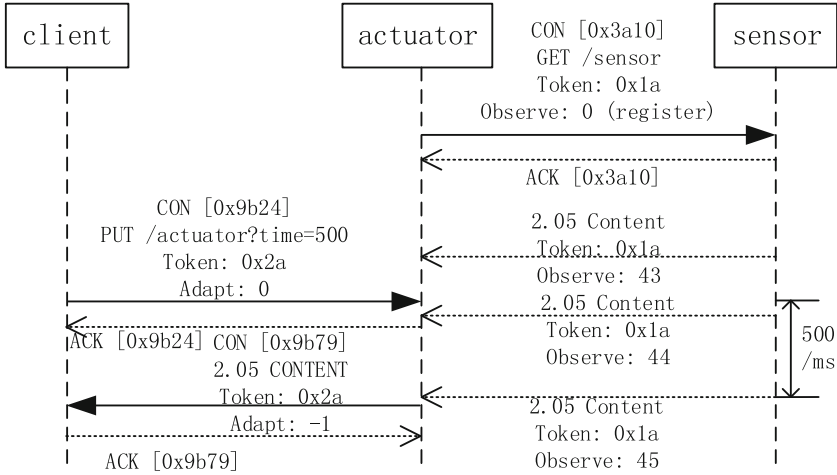 client
actuator
sensor
CON [0x3a10]
GET /sensor
Token: 0x1a
Observe: 0 (register)
ACK [0x3a10]
CON [0x9b24]
PUT /actuator?time=500
Token: 0x2a
Adapt: 0
2.05 Content
Token: 0x1a
Observe: 43
2.05 Content
Token: 0x1a
Observe: 44
500
/ms
ACK [0x9b24]
CON [0x9b79]
2.05 CONTENT
Token: 0x2a
Adapt: -1
ACK [0x9b79]
2.05 Content
Token: 0x1a
Observe: 45